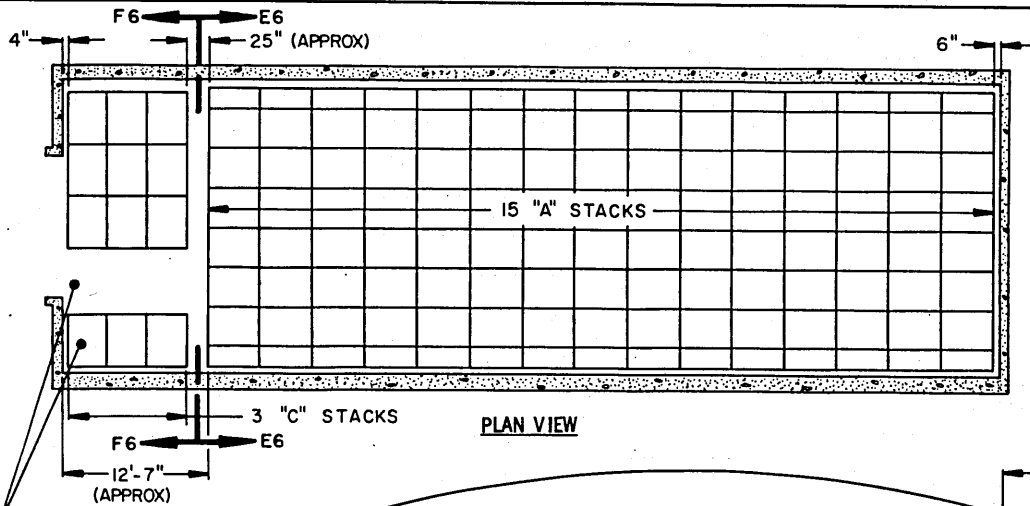 F6 E6
4" 25" (APPROX) 6"
15 "A" STACKS
3 "C" STACKS
PLAN VIEW
F6 E6
12'-7"
(APPROX)